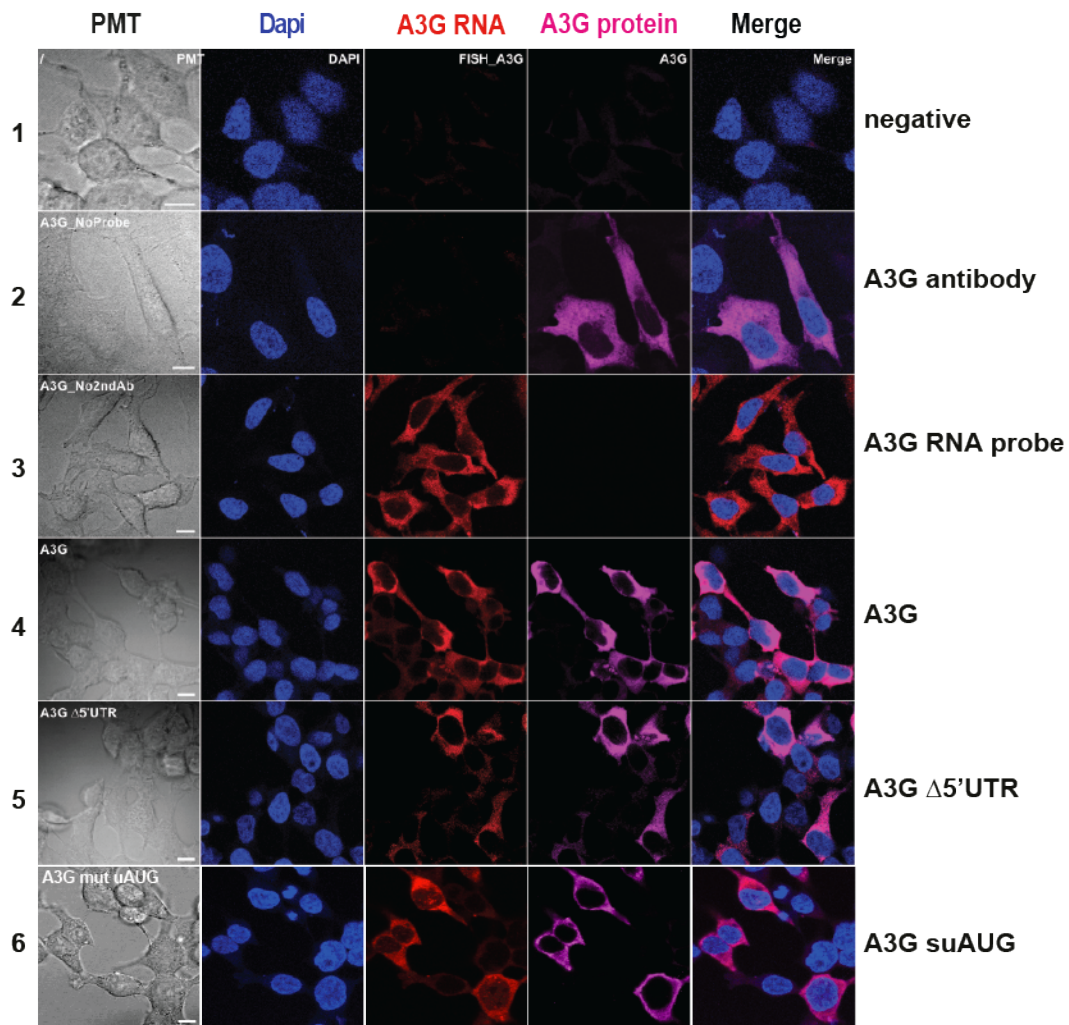 PMT Dapi A3G RNA A3G protein Merge
/ PMT DAPI FISH_A3G A3G Merge
1 negative
A3G_NoProbe
2 A3G antibody
A3G_No2ndAb
3 A3G RNA probe
A3G
4 A3G
A3G Δ5'UTR
5 A3G Δ5'UTR
A3G mut uAUG
6 A3G suAUG